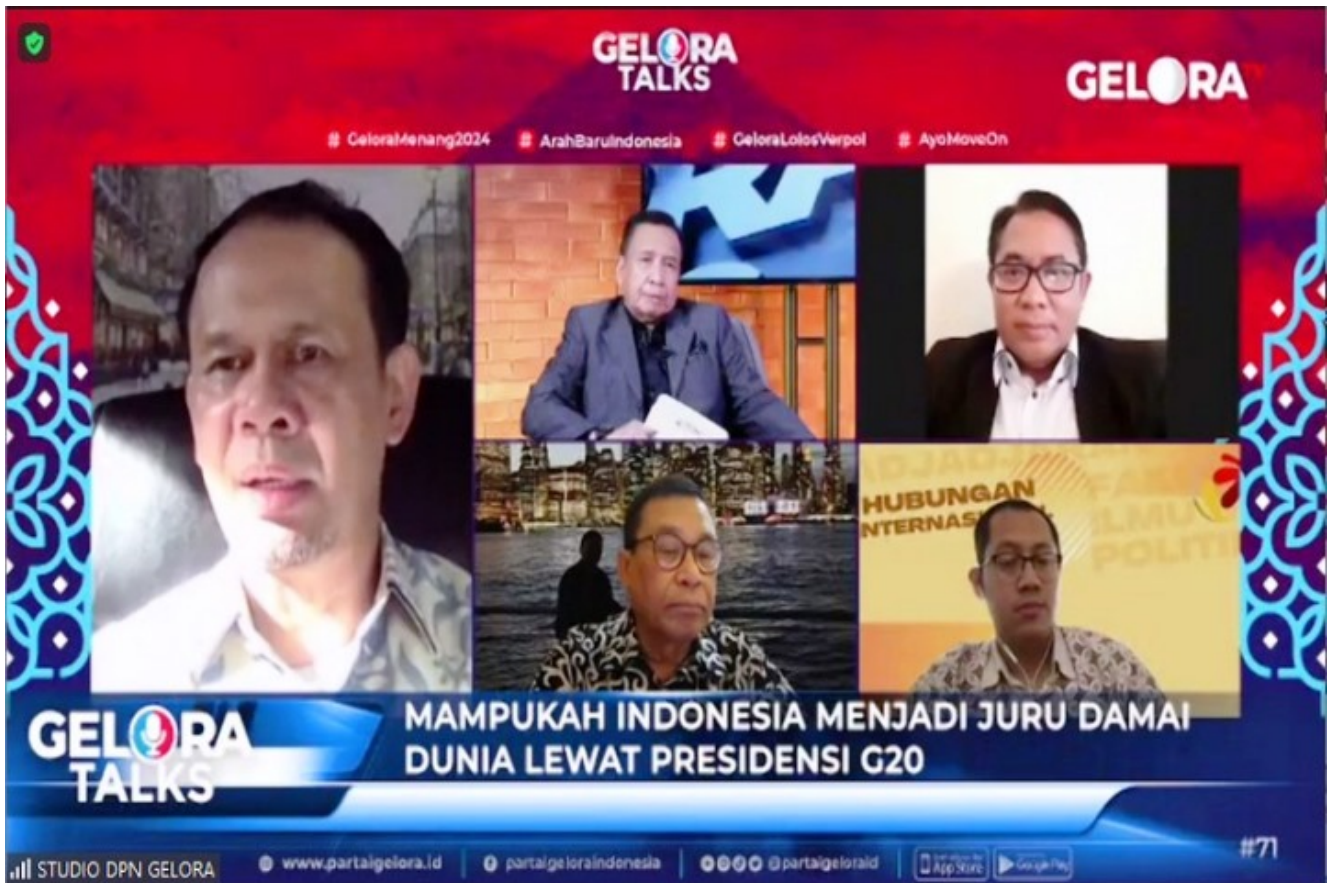 GELORA
TALKS
GELORA
# GeloraMenang2024 # ArahBaruIndonesia # GeloraLolosVerpol # AyoMoveOn
HUBUNGAN
ILMU
POLITI
GELORA
TALKS
MAMPUKAH INDONESIA MENJADI JURU DAMAI
DUNIA LEWAT PRESIDENSI G20
#71
STUDIO DPN GELORA
www.partaigelora.id
partaigeloraindonesia
@partaigeloraid
App Store
Google Play